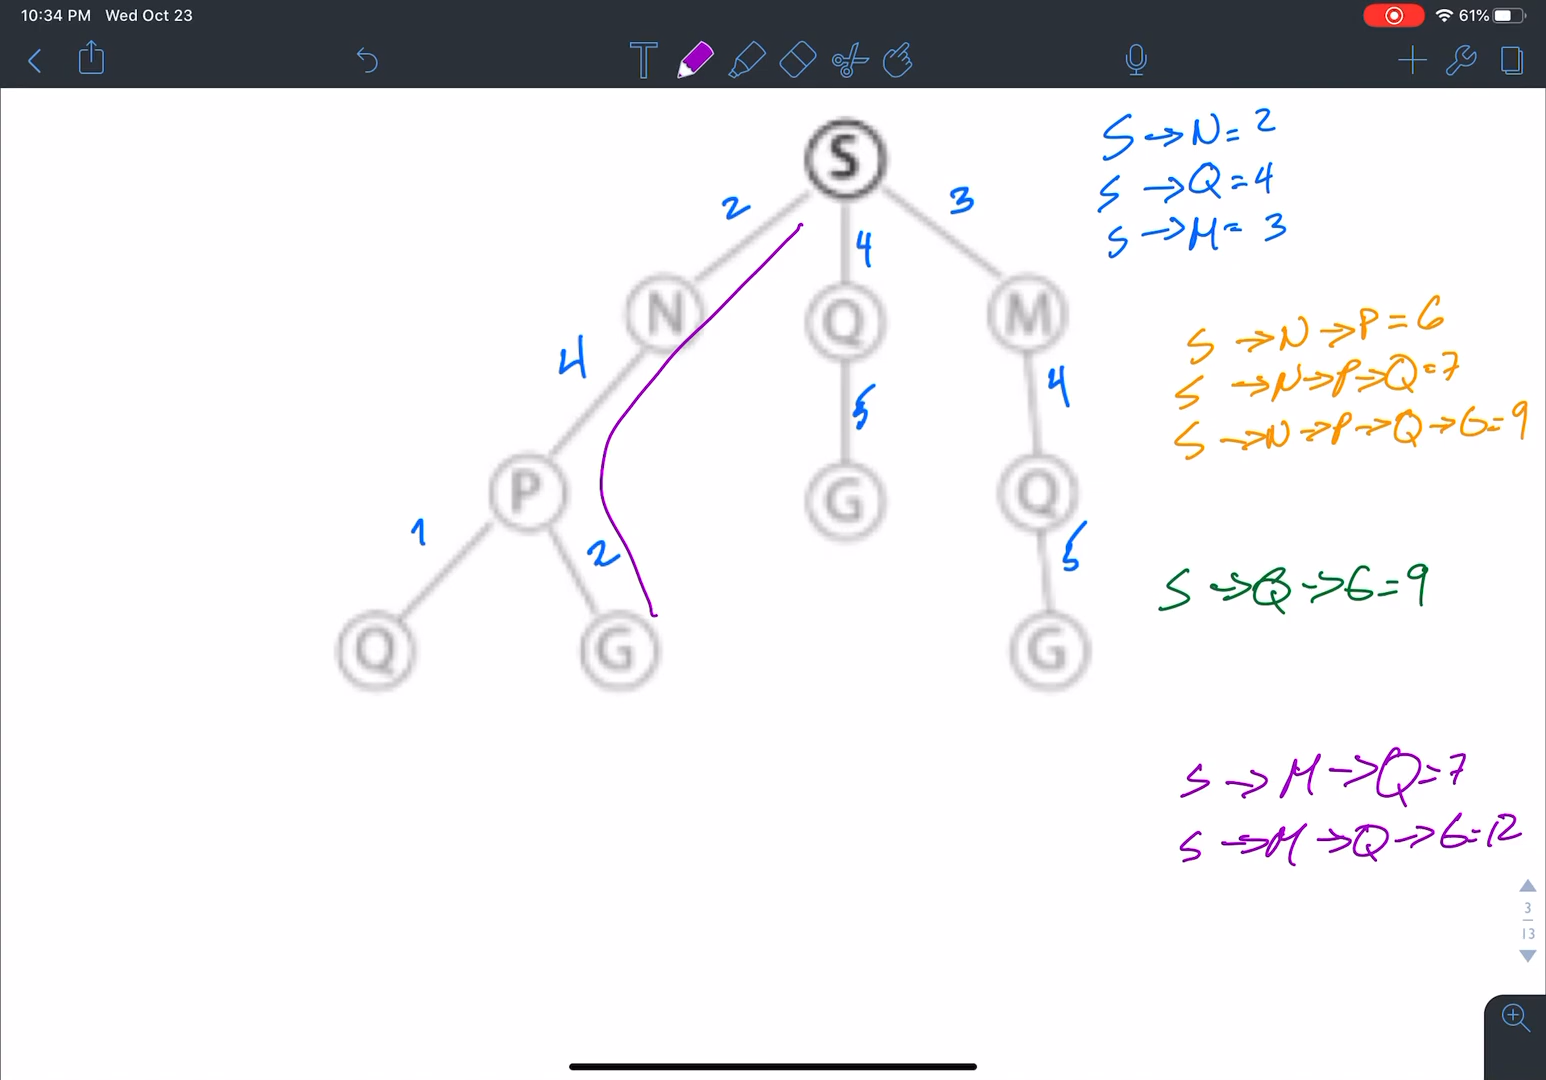 10:34 PM Wed Oct 23
61%
T
S
2
4
3
N
Q
M
4
5
4
P
G
Q
1
2
5
Q
G
G
S → N = 2
S → Q = 4
S → M = 3
S → N → P = 6
S → N → P → Q = 7
S → N → P → Q → G = 9
S → Q → G = 9
S → M → Q = 7
S → M → Q → G = 12
3
13